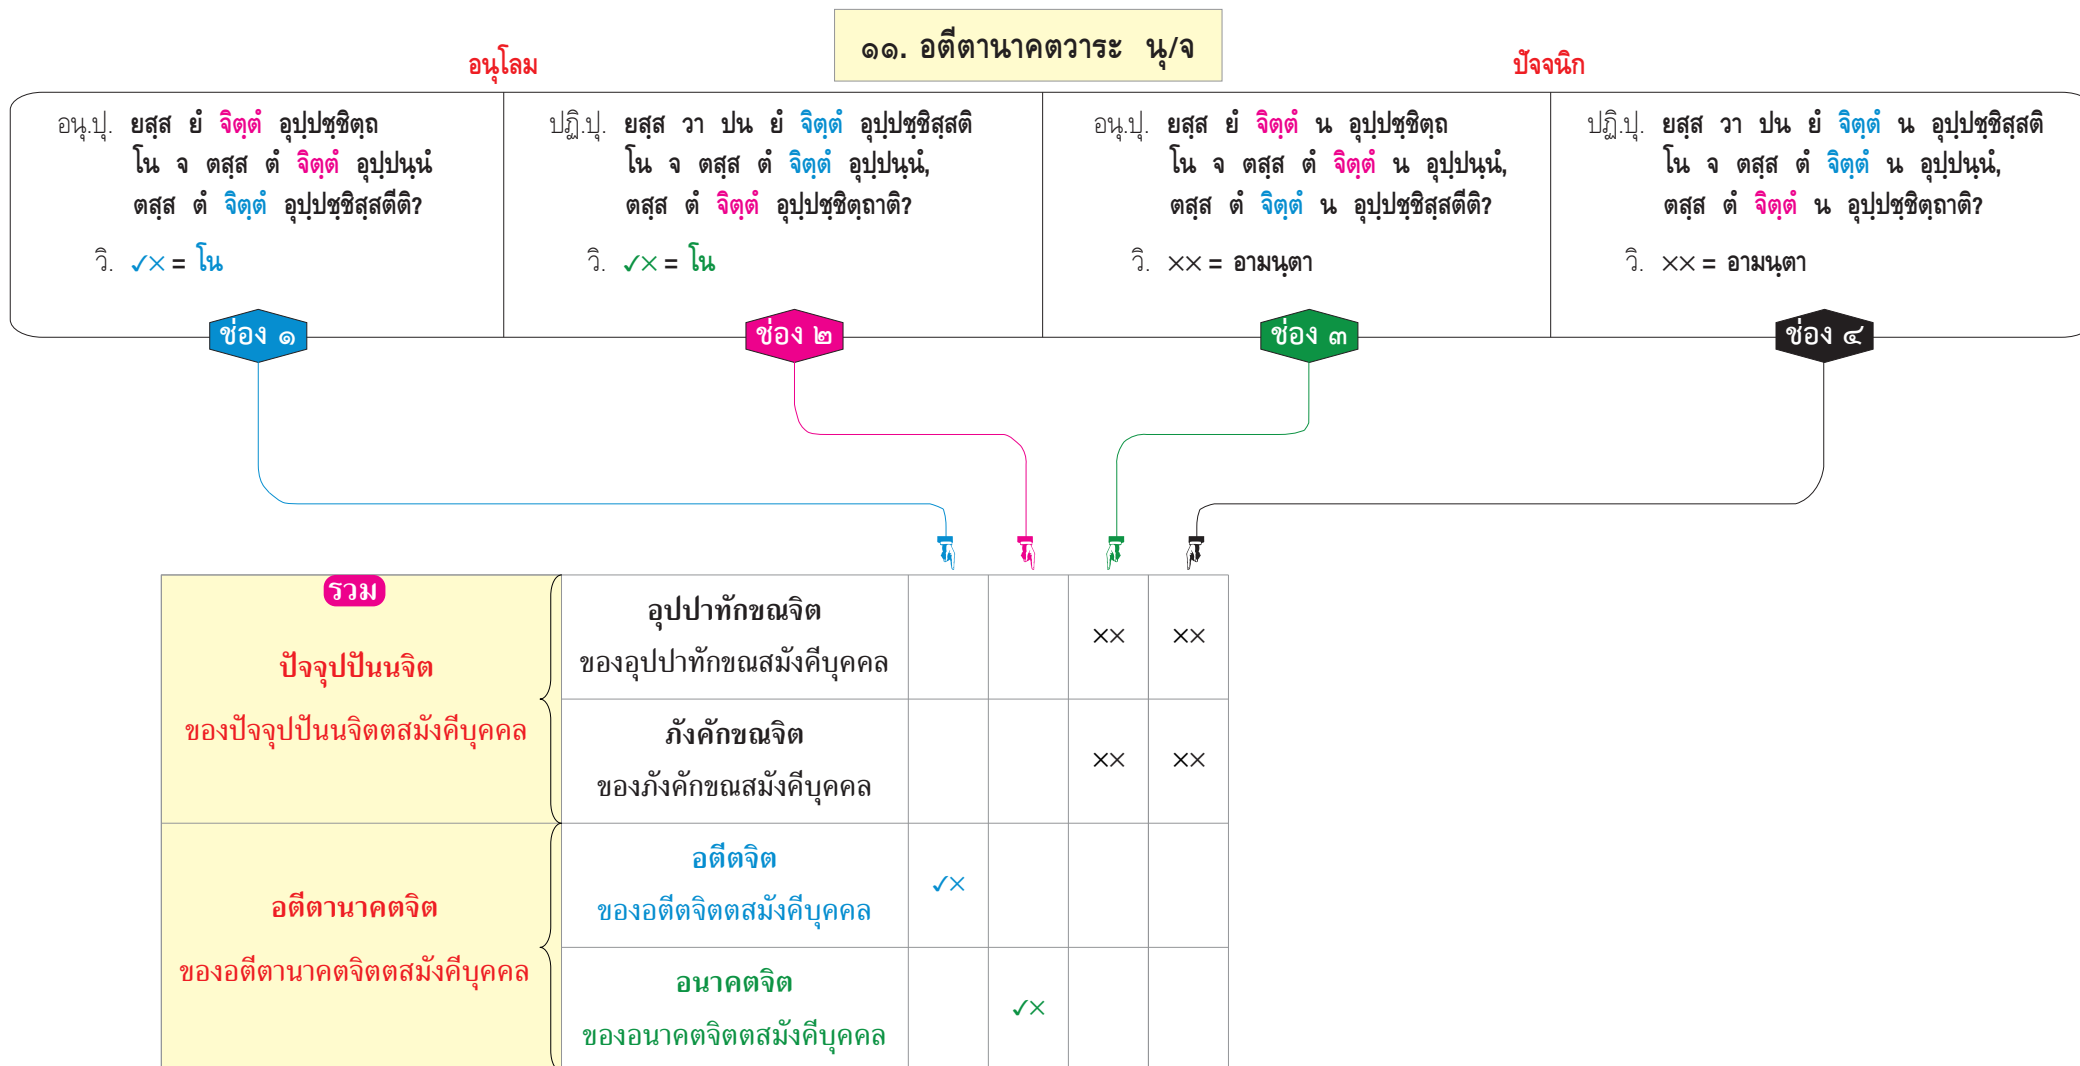 ๑๑. อตีตานาคตวาระ นุ/จ
อนุโลม
ปัจจนิก
อนุ.ปุ. ยสฺส ยํ จิตฺตํ อุปฺปชฺชิตฺถ
โน จ ตสฺส ตํ จิตฺตํ อุปฺปนฺนํ
ตสฺส ตํ จิตฺตํ อุปฺปชฺชิสฺสตีติ?
วิ. ✓× = โน
ช่อง ๑
ปฏิ.ปุ. ยสฺส วา ปน ยํ จิตฺตํ อุปฺปชฺชิสฺสติ
โน จ ตสฺส ตํ จิตฺตํ อุปฺปนฺนํ,
ตสฺส ตํ จิตฺตํ อุปฺปชฺชิตฺถาติ?
วิ. ✓× = โน
ช่อง ๒
อนุ.ปุ. ยสฺส ยํ จิตฺตํ น อุปฺปชฺชิตฺถ
โน จ ตสฺส ตํ จิตฺตํ น อุปฺปนฺนํ,
ตสฺส ตํ จิตฺตํ น อุปฺปชฺชิสฺสตีติ?
วิ. ×× = อามนฺตา
ช่อง ๓
ปฏิ.ปุ. ยสฺส วา ปน ยํ จิตฺตํ น อุปฺปชฺชิสฺสติ
โน จ ตสฺส ตํ จิตฺตํ น อุปฺปนฺนํ,
ตสฺส ตํ จิตฺตํ น อุปฺปชฺชิตฺถาติ?
วิ. ×× = อามนฺตา
ช่อง ๔
รวม
ปัจจุปปันนจิต
ของปัจจุปปันนจิตตสมังคีบุคคล
อุปปาทักขณจิต
ของอุปปาทักขณสมังคีบุคคล
×× ××
ภังคักขณจิต
ของภังคักขณสมังคีบุคคล
×× ××
อตีตานาคตจิต
ของอตีตานาคตจิตตสมังคีบุคคล
อตีตจิต
ของอตีตจิตตสมังคีบุคคล
✓×
อนาคตจิต
ของอนาคตจิตตสมังคีบุคคล
✓×